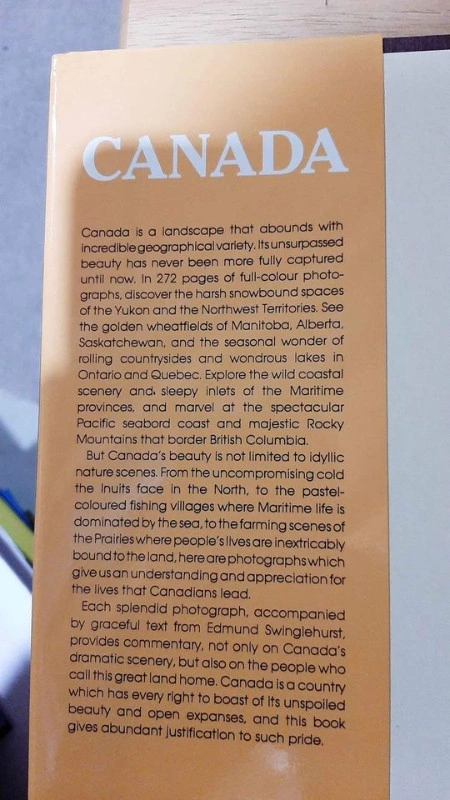 CANADA
Canada is a landscape that abounds with
incredible geographical variety. Its unsurpassed
beauty has never been more fully captured
until now. In 272 pages of full-colour photo-
graphs, discover the harsh snowbound spaces
of the Yukon and the Northwest Territories. See
the golden wheatfields of Manitoba, Alberta,
Saskatchewan, and the seasonal wonder of
rolling countrysides and wondrous lakes in
Ontario and Quebec. Explore the wild coastal
scenery and, sleepy inlets of the Maritime
provinces, and marvel at the spectacular
Pacific seabord coast and majestic Rocky
Mountains that border British Columbia.
But Canada's beauty is not limited to idyllic
nature scenes. From the uncompromising cold
the Inuits face in the North, to the pastel-
coloured fishing villages where Maritime life is
dominated by the sea, to the farming scenes of
the Prairies where people's lives are inextricably
bound to the land, here are photographs which
give us an understanding and appreciation for
the lives that Canadians lead.
Each splendid photograph, accompanied
by graceful text from Edmund Swinglehurst,
provides commentary, not only on Canada's
dramatic scenery, but also on the people who
call this great land home. Canada is a country
which has every right to boast of its unspoiled
beauty and open expanses, and this book
gives abundant justification to such pride.